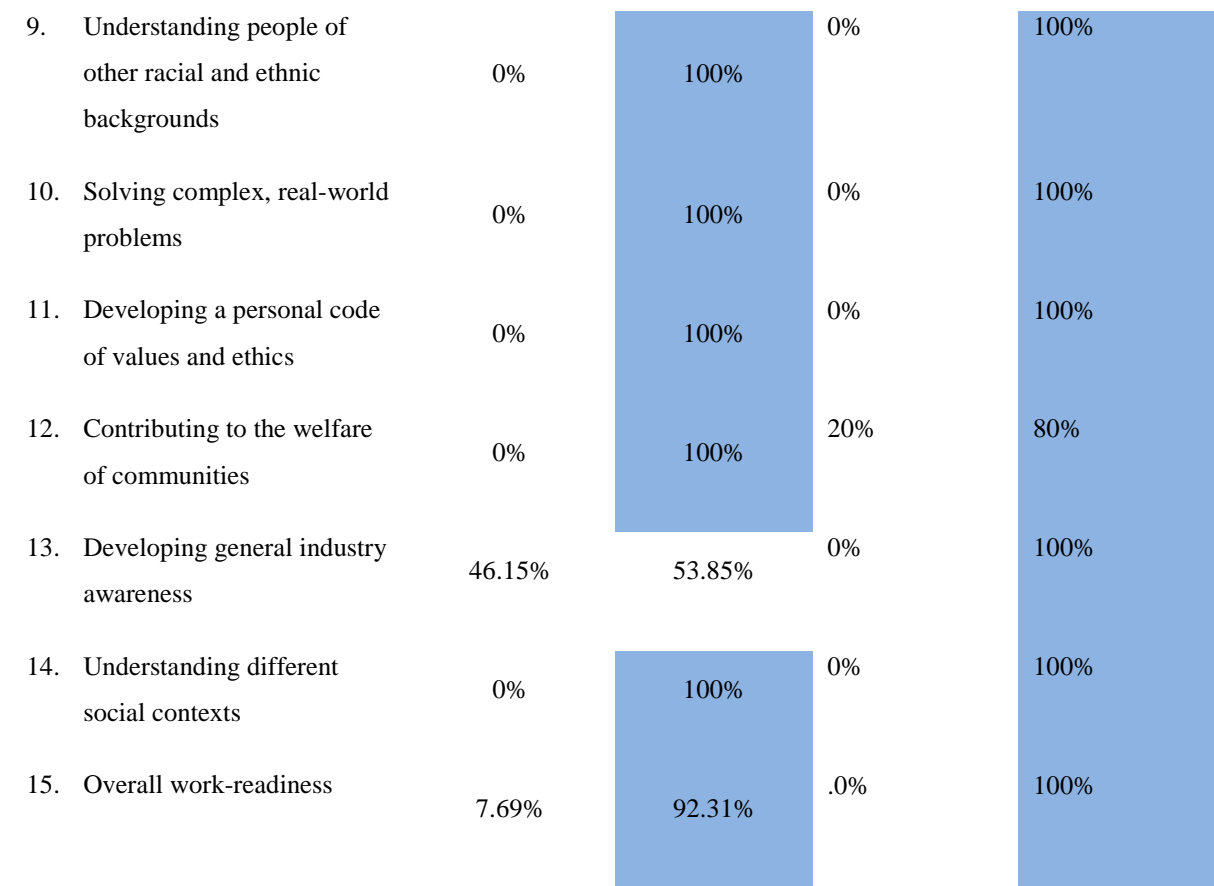 9. Understanding people of other racial and ethnic backgrounds 0% 100% 0% 100%
10. Solving complex, real-world problems 0% 100% 0% 100%
11. Developing a personal code of values and ethics 0% 100% 0% 100%
12. Contributing to the welfare of communities 0% 100% 20% 80%
13. Developing general industry awareness 46.15% 53.85% 0% 100%
14. Understanding different social contexts 0% 100% 0% 100%
15. Overall work-readiness 7.69% 92.31% .0% 100%